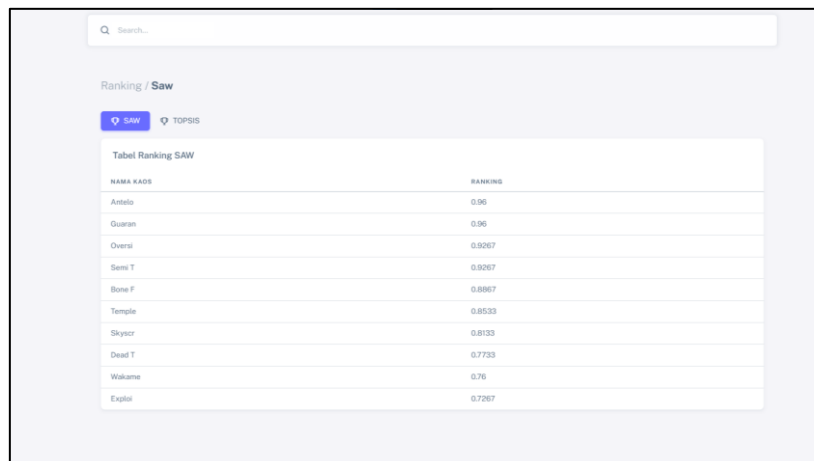 Search...
Ranking / Saw
SAW TOPSIS
Tabel Ranking SAW
NAMA KAOS RANKING
Antelo 0.96
Guaran 0.96
Oversi 0.9267
Semi T 0.9267
Bone F 0.8867
Temple 0.8533
Skyscr 0.8133
Dead T 0.7733
Wakame 0.76
Exploi 0.7267